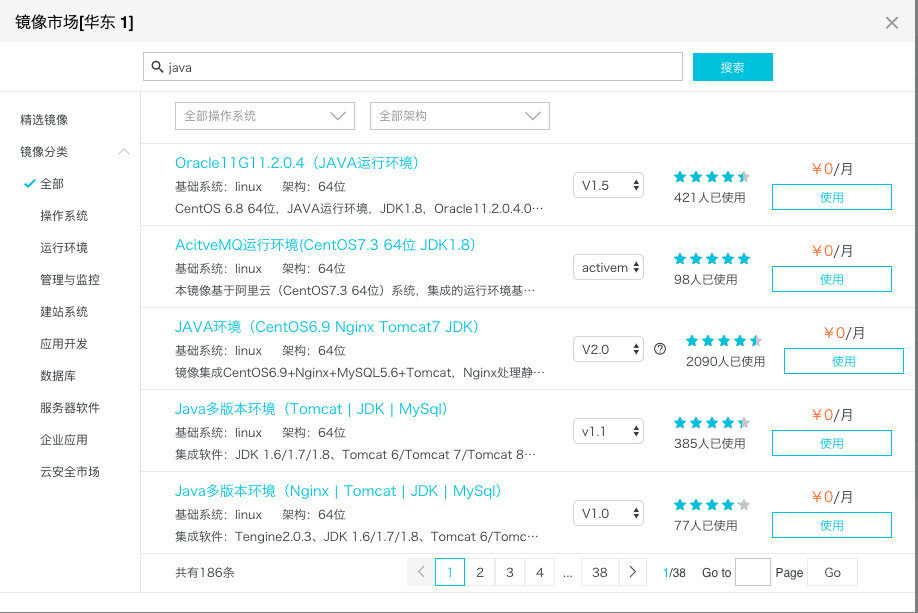 镜像市场[华东 1]
java
搜索
精选镜像
镜像分类
全部
操作系统
运行环境
管理与监控
建站系统
应用开发
数据库
服务器软件
企业应用
云安全市场
全部操作系统
全部架构
Oracle11G11.2.0.4（JAVA运行环境）
基础系统：linux 架构：64位
CentOS 6.8 64位，JAVA运行环境，JDK1.8，Oracle11.2.0.4.0···
V1.5
421人已使用
¥0/月
使用
AcitveMQ运行环境(CentOS7.3 64位 JDK1.8)
基础系统：linux 架构：64位
本镜像基于阿里云（CentOS7.3 64位）系统，集成的运行环境基···
activem
98人已使用
¥0/月
使用
JAVA环境（CentOS6.9 Nginx Tomcat7 JDK）
基础系统：linux 架构：64位
镜像集成CentOS6.9+Nginx+MySQL5.6+Tomcat，Nginx处理静···
V2.0
2090人已使用
¥0/月
使用
Java多版本环境（Tomcat | JDK | MySql）
基础系统：linux 架构：64位
集成软件：JDK 1.6/1.7/1.8、Tomcat 6/Tomcat 7/Tomcat 8···
v1.1
385人已使用
¥0/月
使用
Java多版本环境（Nginx | Tomcat | JDK | MySql）
基础系统：linux 架构：64位
集成软件：Tengine2.0.3、JDK 1.6/1.7/1.8、Tomcat 6/Tomc···
V1.0
77人已使用
¥0/月
使用
共有186条
1 2 3 4 ... 38 1/38 Go to Page Go